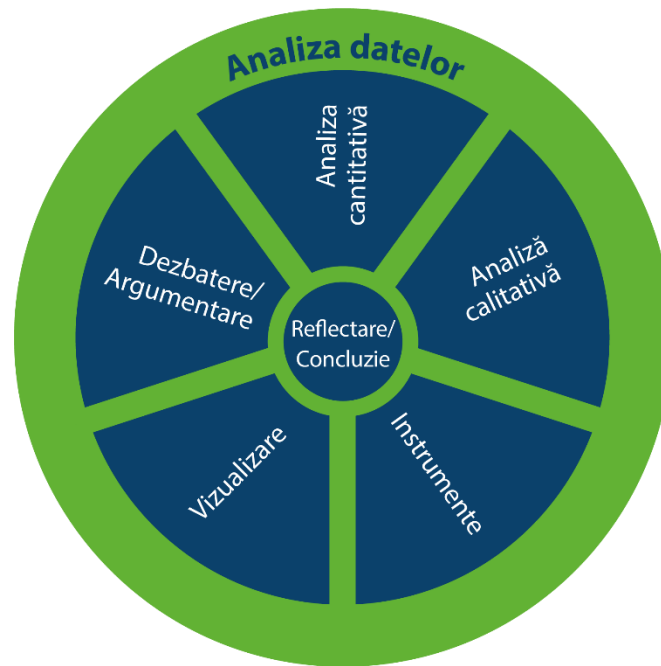 Analiza datelor
Analiza
cantitativă
Analiză
calitativă
Dezbatere/
Argumentare
Reflectare/
Concluzie
Vizualizare
Instrumente